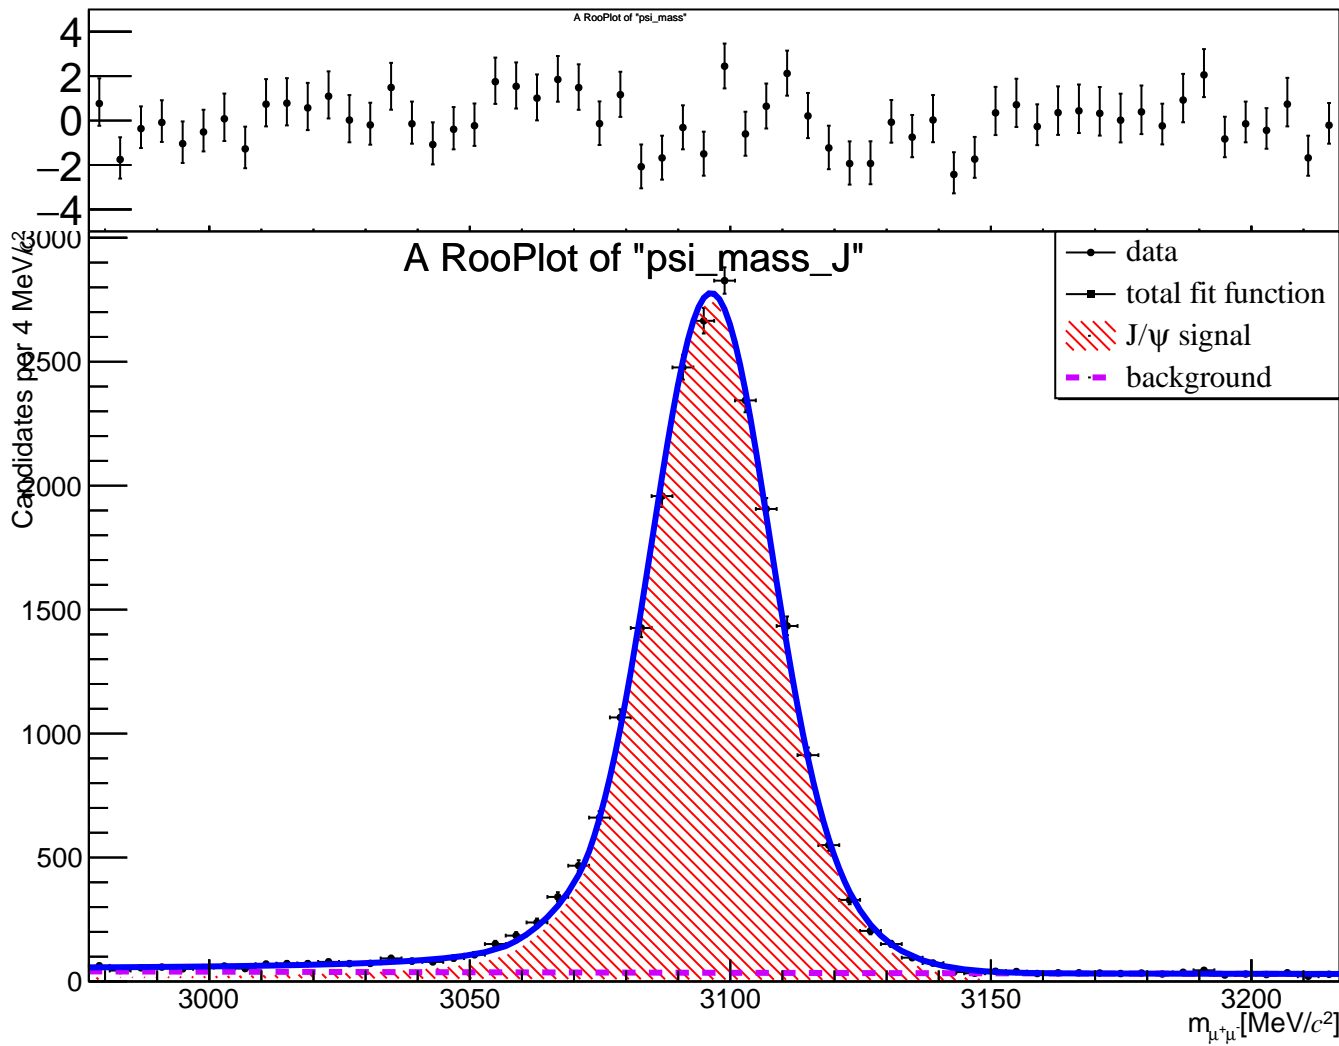 A RooPlot of "psi_mass"
4
2
0
−2
−4
A RooPlot of "psi_mass_J"
Candidates per 4 MeV/c²
3000
2500
2000
1500
1000
500
0
data
total fit function
J/ψ signal
background
3000 3050 3100 3150 3200
m_μ⁺μ⁻ [MeV/c²]